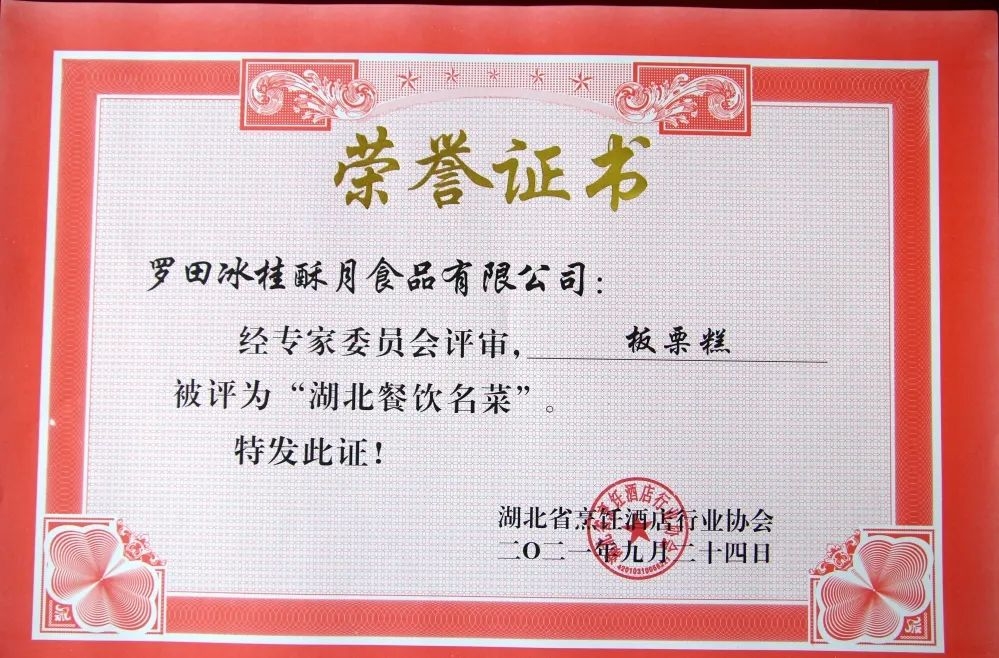 荣誉证书
罗田冰桂酥月食品有限公司：
经专家委员会评审，板栗糕
被评为“湖北餐饮名菜”。
特发此证！
湖北省烹饪酒店行业协会
二〇二一年九月二十四日